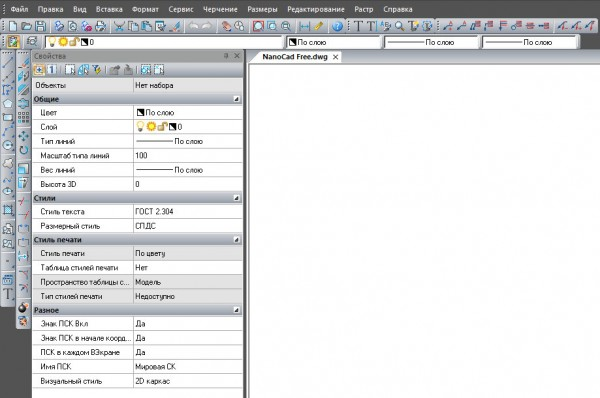 Файл Правка Вид Вставка Формат Сервис Черчение Размеры Редактирование Растр Справка
0 По слою По слою По слою
Свойства
NanoCad Free.dwg
1
Объекты Нет набора
Общие
Цвет По слою
Слой 0
Тип линий По слою
Масштаб типа линий 100
Вес линий По слою
Высота 3D 0
Стили
Стиль текста ГОСТ 2.304
Размерный стиль СПДС
Стиль печати
Стиль печати По цвету
Таблица стилей печати Нет
Пространство таблицы с... Модель
Тип стилей печати Недоступно
Разное
Знак ПСК Вкл Да
Знак ПСК в начале коорд... Да
ПСК в каждом ВЭкране Да
Имя ПСК Мировая СК
Визуальный стиль 2D каркас